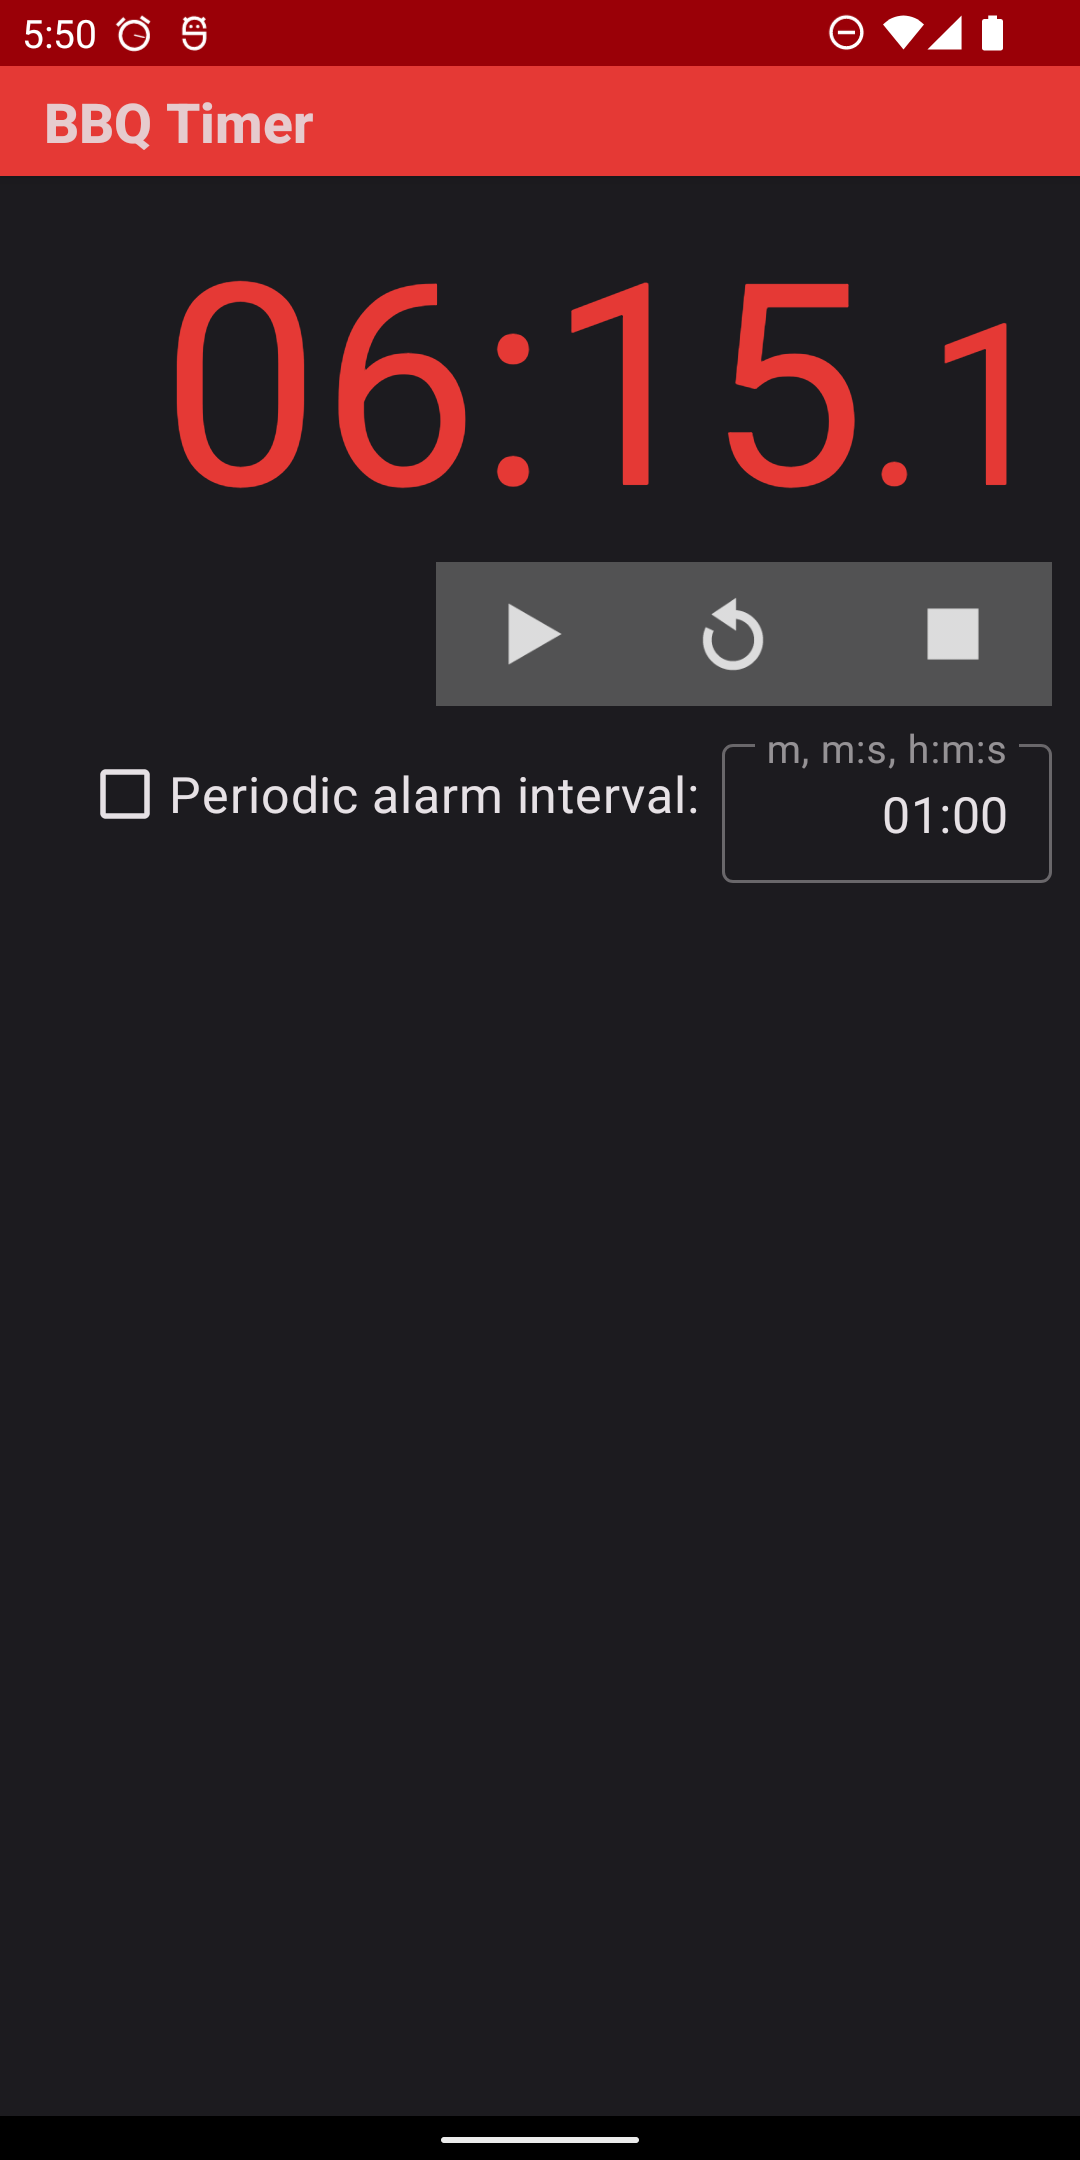 5:50
BBQ Timer
06:15.1
m, m:s, h:m:s
Periodic alarm interval:
01:00